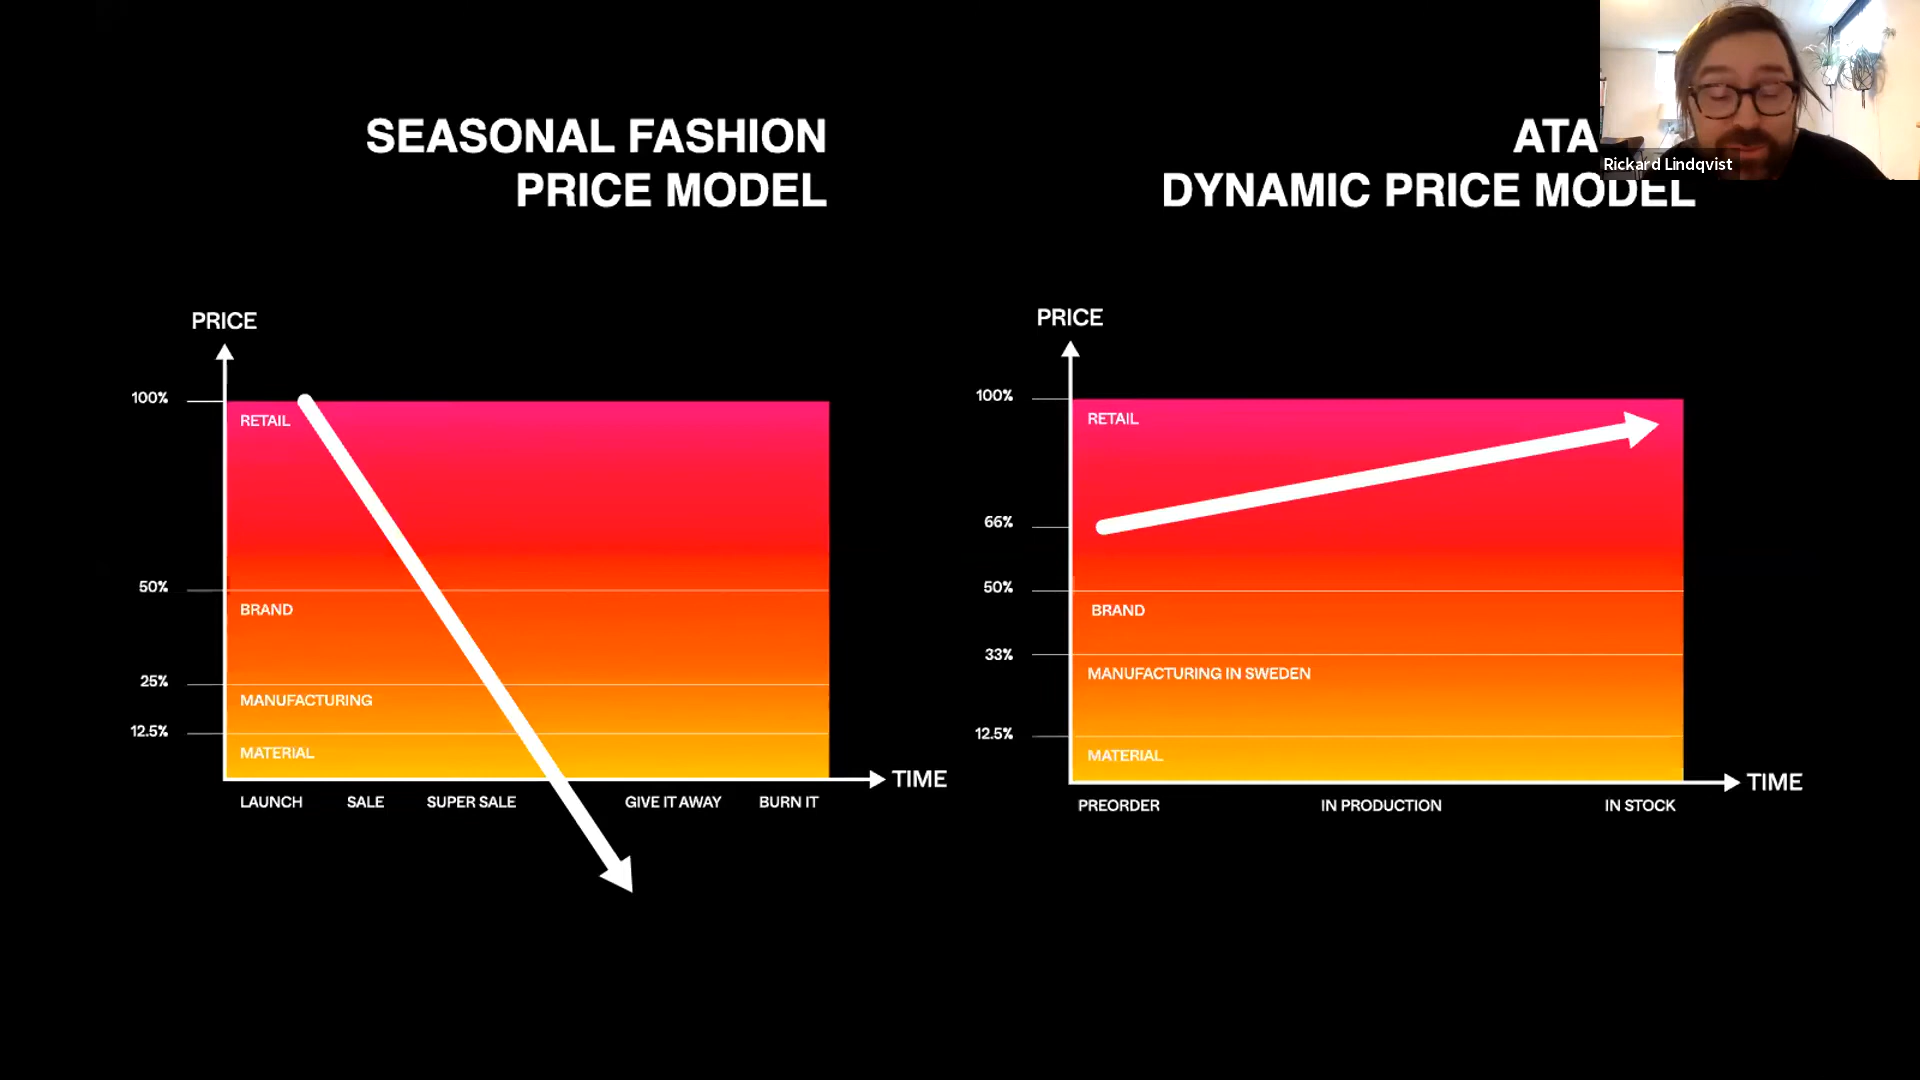 SEASONAL FASHION
PRICE MODEL
PRICE
100%
RETAIL
50%
BRAND
25%
MANUFACTURING
12.5%
MATERIAL
TIME
LAUNCH
SALE
SUPER SALE
GIVE IT AWAY
BURN IT
DYNAMIC PRICE MODEL
PRICE
100%
RETAIL
66%
50%
BRAND
33%
MANUFACTURING IN SWEDEN
12.5%
MATERIAL
TIME
PREORDER
IN PRODUCTION
IN STOCK
Rickard Lindqvist